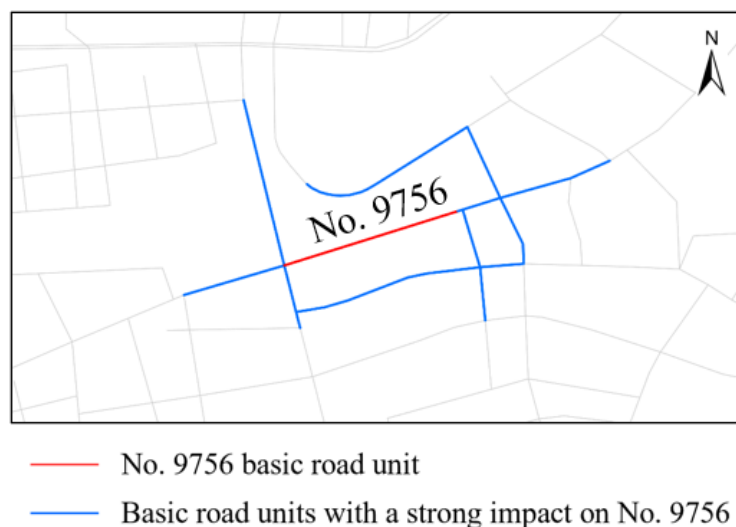 N
No. 9756
No. 9756 basic road unit
Basic road units with a strong impact on No. 9756